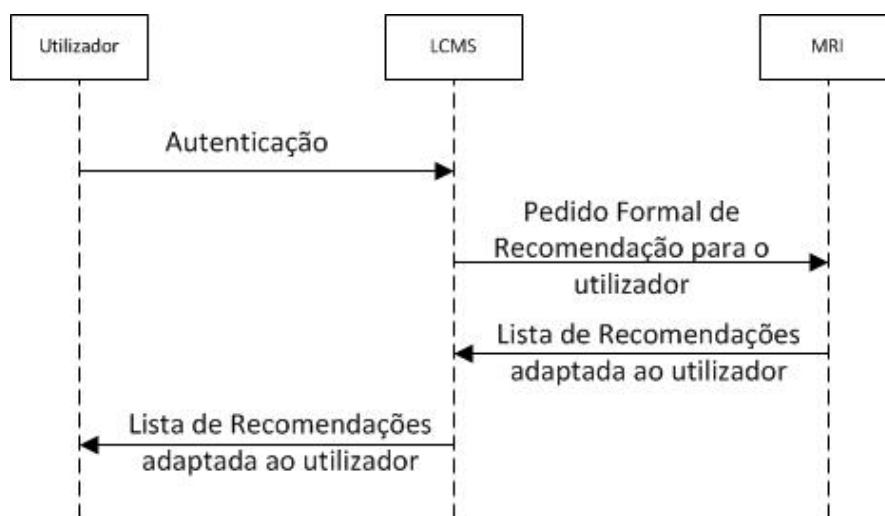 Utilizador
LCMS
MRI
Autenticação
Pedido Formal de
Recomendação para o
utilizador
Lista de Recomendações
adaptada ao utilizador
Lista de Recomendações
adaptada ao utilizador